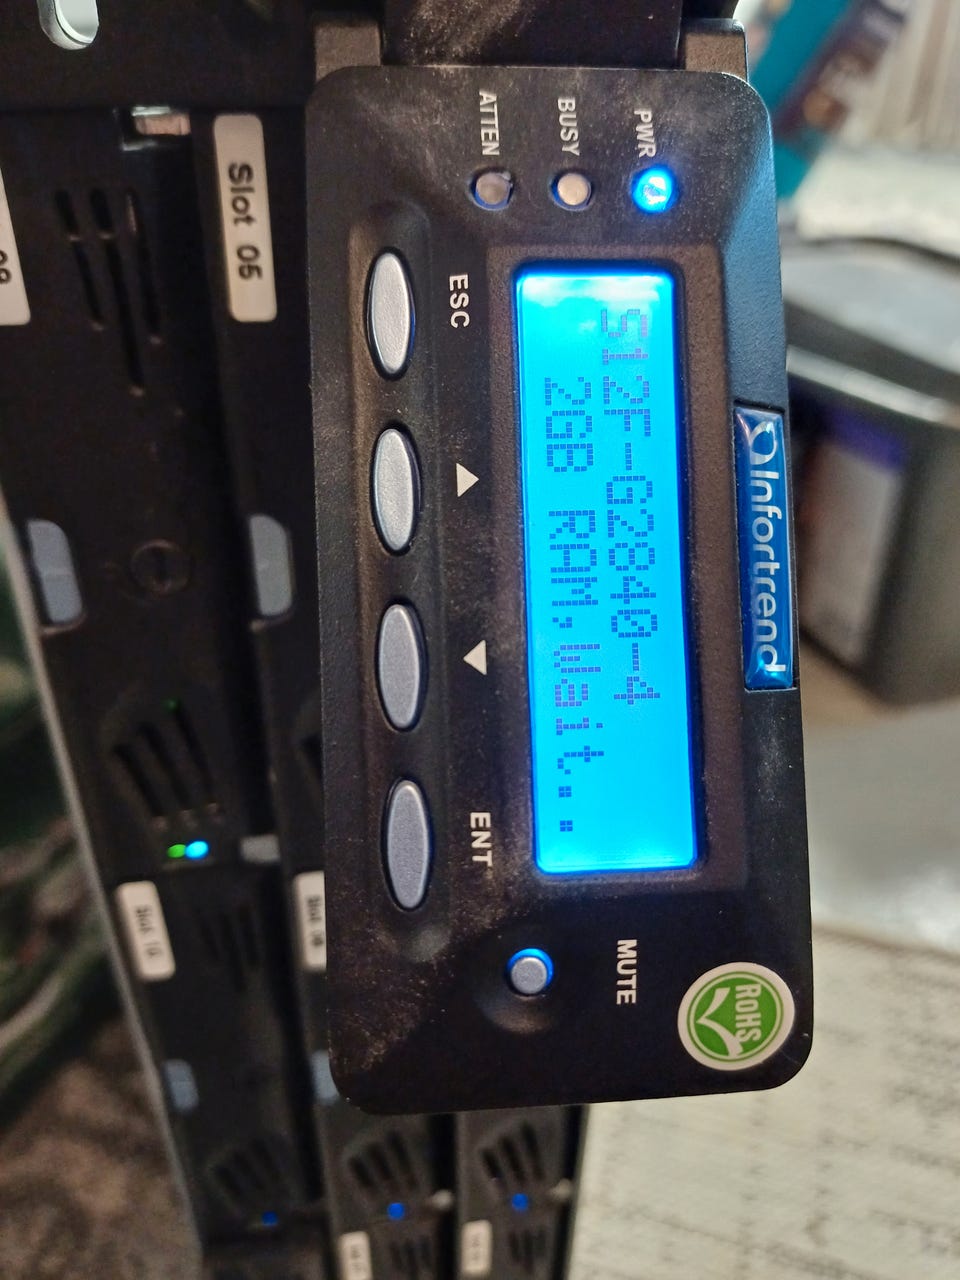 Infortrend
PWR
BUSY
ATTEN
S12F-G2840-4
2GB RAM,Wait..
ESC
ENT
MUTE
RoHS
Slot 05